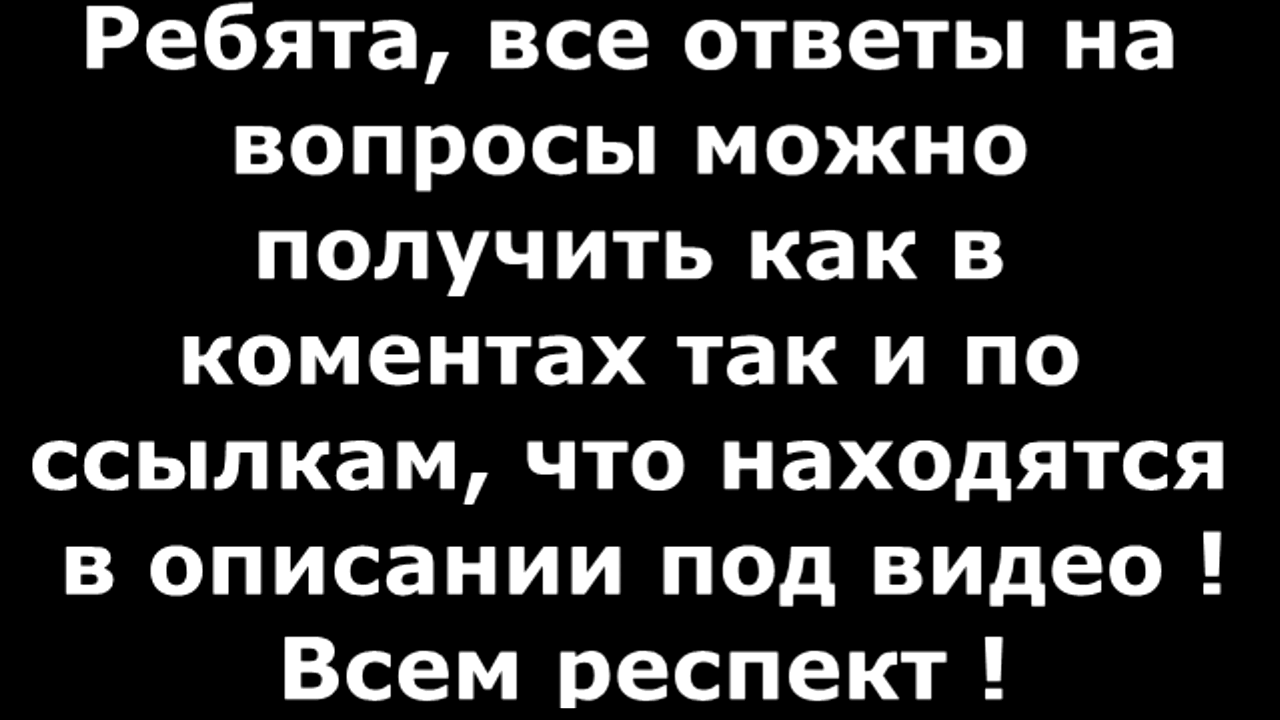 Ребята, все ответы на
вопросы можно
получить как в
коментах так и по
ссылкам, что находятся
в описании под видео !
Всем респект !